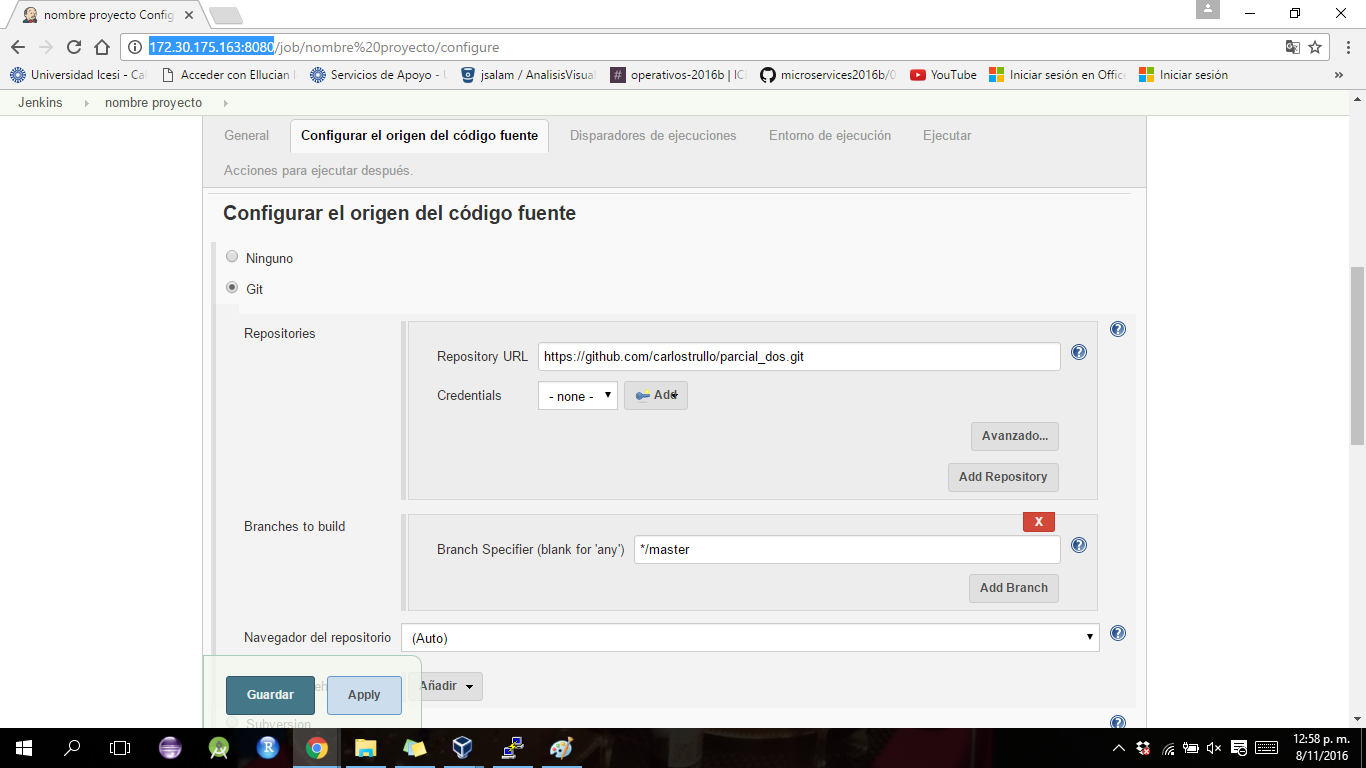 nombre proyecto Config
172.30.175.163:8080/job/nombre%20proyecto/configure
Universidad Icesi - Ca Acceder con Ellucian Servicios de Apoyo - jsalam / AnalisisVisual operativos-2016b | IC microservices2016b/0 YouTube Iniciar sesión en Offic Iniciar sesión »
Jenkins nombre proyecto
General Configurar el origen del código fuente Disparadores de ejecuciones Entorno de ejecución Ejecutar
Acciones para ejecutar después.
Configurar el origen del código fuente
Ninguno
Git
Repositories
Repository URL https://github.com/carlostrullo/parcial_dos.git
Credentials - none - Add
Avanzado...
Add Repository
Branches to build
X
Branch Specifier (blank for 'any') */master
Add Branch
Navegador del repositorio (Auto)
Guardar Apply Añadir
Subversion
12:58 p. m.
8/11/2016